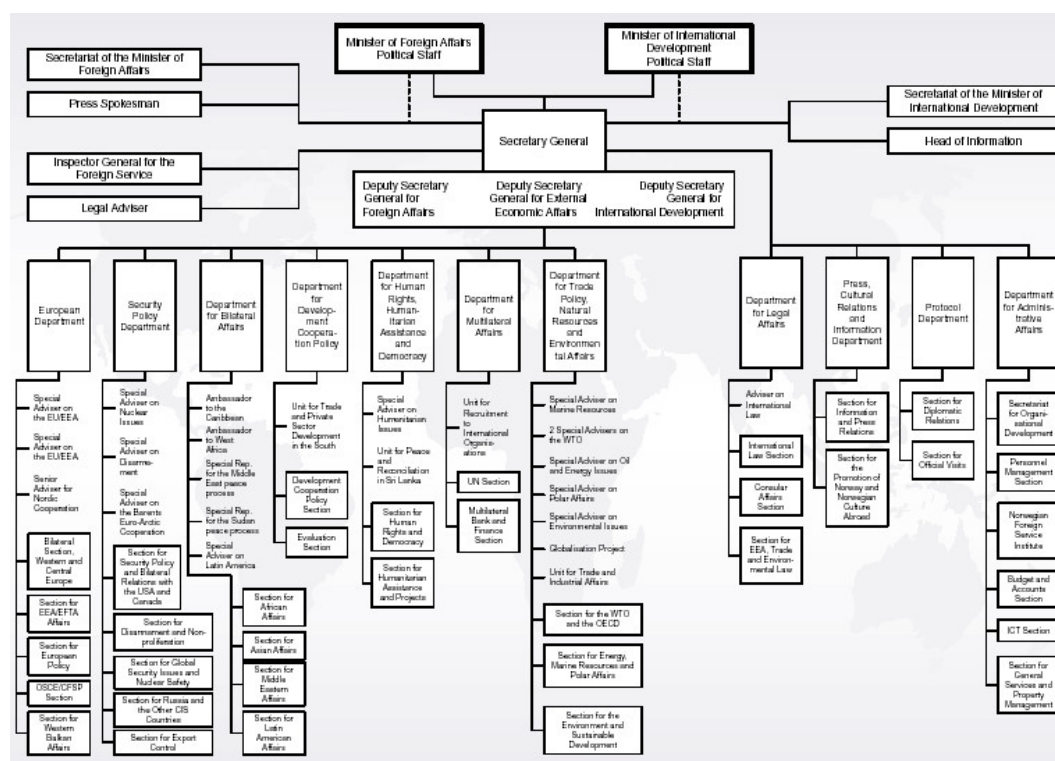 Minister of Foreign Affairs
Political Staff
Minister of International
Development
Political Staff
Secretariat of the Minister of
Foreign Affairs
Press Spokesman
Secretariat of the Minister of
International Development
Head of Information
Secretary General
Inspector General for the
Foreign Service
Legal Adviser
Deputy Secretary
General for
Foreign Affairs
Deputy Secretary
General for External
Economic Affairs
Deputy Secretary
General for
International Development
European
Department
Security
Policy
Department
Department
for Bilateral
Affairs
Department
for
Develop-
ment
Coopera-
tion Policy
Department
for Human
Rights,
Human-
itarian
Assistance
and
Democracy
Department
for
Multilateral
Affairs
Department
for Trade
Policy,
Natural
Resources
and
Environmen
tal Affairs
Department
for Legal
Affairs
Press,
Cultural
Relations
and
Information
Department
Protocol
Department
Department
for Adminis-
trative
Affairs
Special
Adviser on
the EU/EEA
Special
Adviser on
the EU/EEA
Senior
Adviser for
Nordic
Cooperation
Bilateral
Section,
Western and
Central
Europe
Section for
EEA/EFTA
Affairs
Section for
European
Policy
OSCE/CFSP
Section
Section for
Western
Balkan
Affairs
Special
Adviser on
Nuclear
Issues
Special
Adviser on
Disarma-
ment
Special
Adviser on
the Barents
Euro-Arctic
Cooperation
Section for
Security Policy
and Bilateral
Relations with
the USA and
Canada
Section for
Disarmament and Non-
proliferation
Section for Global
Security Issues and
Nuclear Safety
Section for Russia and
the Other CIS
Countries
Section for Export
Control
Ambassador
to the
Caribbean
Ambassador
to West
Africa
Special Rep.
for the Middle
East peace
process
Special Rep.
for the Sudan
peace process
Special
Adviser on
Latin America
Section for
African
Affairs
Section for
Asian Affairs
Section for
Middle
Eastern
Affairs
Section for
Latin
American Affairs
Unit for Trade
and Private
Sector
Development
in the South
Development
Cooperation
Policy
Section
Evaluation
Section
Special
Adviser on
Humanitarian
Issues
Unit for Peace
and
Reconciliation
in Sri Lanka
Section for
Human
Rights and
Democracy
Section for
Humanitarian
Assistance
and Projects
Unit for
Recruitment
to
International
Organis-
ations
UN Section
Multilateral
Bank and
Finance
Section
Special Adviser on
Marine Resources
2 Special Advisers on
the WTO
Special Adviser on Oil
and Energy Issues
Special Adviser on
Polar Affairs
Special Adviser on
Environmental Issues
Globalisation Project
Unit for Trade and
Industrial Affairs
Section for the WTO
and the OECD
Section for Energy,
Marine Resources and
Polar Affairs
Section for the
Environment and
Sustainable
Development
Adviser on
International
Law
International
Law Section
Consular
Affairs
Section
Section for
EEA, Trade
and Environ-
mental Law
Section for
Information
and Press
Relations
Section for
the
Promotion of
Norway and
Norwegian
Culture
Abroad
Section for
Diplomatic
Relations
Section for
Official Visits
Secretariat
for Organi-
sational
Development
Personnel
Management
Section
Norwegian
Foreign
Service
Institute
Budget and
Accounts
Section
ICT Section
Section for
General
Services and
Property
Management